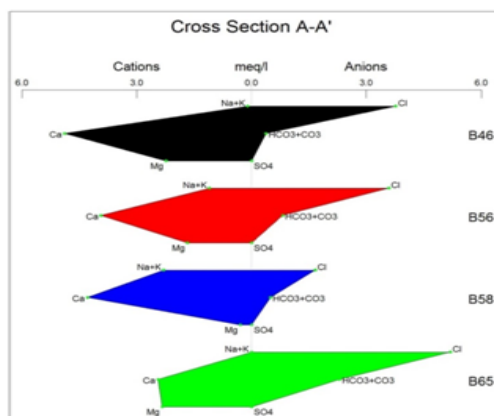 Cross Section A-A'
Cations meq/l Anions
6.0 3.0 0.0 3.0 6.0
Na+K Cl
Ca HCO3+CO3 B46
Mg SO4
Na+K Cl
Ca HCO3+CO3 B56
Mg SO4
Na+K Cl
Ca HCO3+CO3 B58
Mg SO4
Na+K Cl
Ca HCO3+CO3 B65
Mg SO4